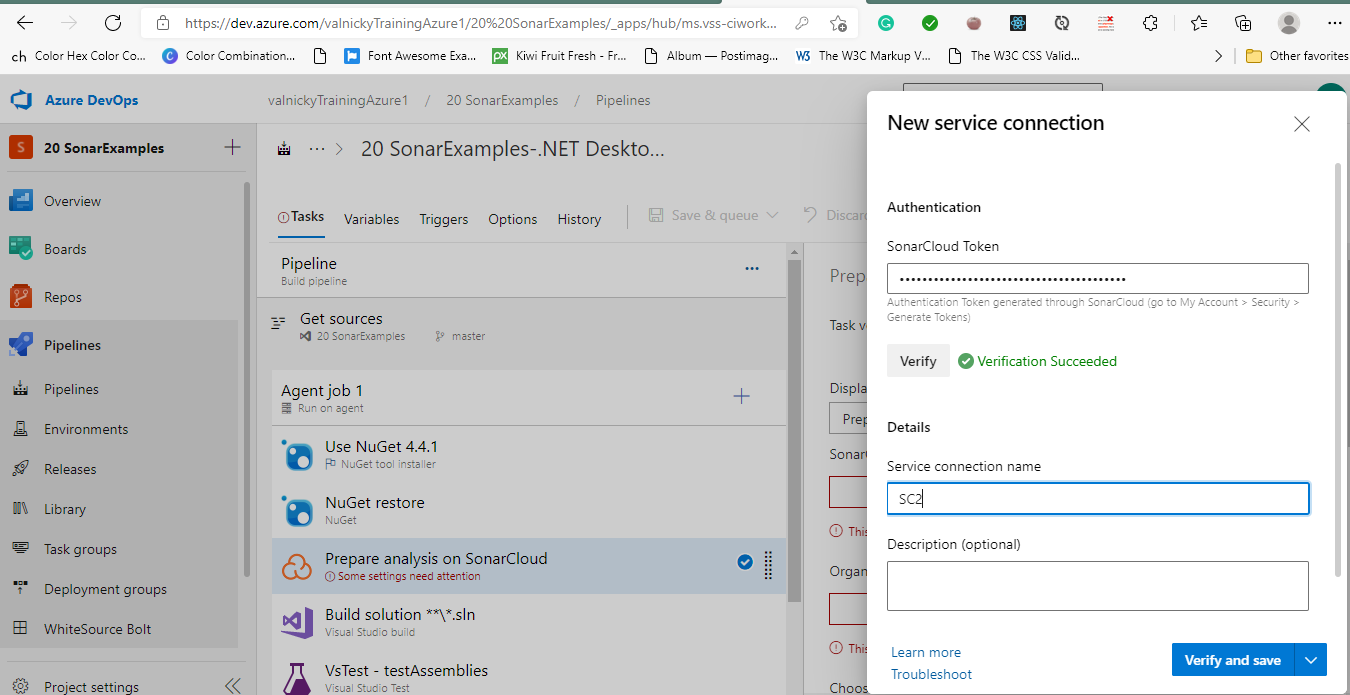 https://dev.azure.com/valnickyTrainingAzure1/20%20SonarExamples/_apps/hub/ms.vss-ciwork...
ch Color Hex Color Co... Color Combination... Font Awesome Exa... px Kiwi Fruit Fresh - Fr... Album — Postimag... W3 The W3C Markup V... The W3C CSS Valid... Other favorites
Azure DevOps
valnickyTrainingAzure1 / 20 SonarExamples / Pipelines
S 20 SonarExamples
Overview
Boards
Repos
Pipelines
Pipelines
Environments
Releases
Library
Task groups
Deployment groups
WhiteSource Bolt
Project settings
... > 20 SonarExamples-.NET Deskto...
Tasks Variables Triggers Options History Save & queue Discar
Pipeline
Build pipeline
Get sources
20 SonarExamples master
Agent job 1
Run on agent
Use NuGet 4.4.1
NuGet tool installer
NuGet restore
NuGet
Prepare analysis on SonarCloud
Some settings need attention
Build solution **\*.sln
Visual Studio build
VsTest - testAssemblies
Visual Studio Test
Prep
Task v
Displa
Prep
Sonar
This
Organ
This
Choos
New service connection
Authentication
SonarCloud Token
•••••••••••••••••••••••••••••••••••••••
Authentication Token generated through SonarCloud (go to My Account > Security >
Generate Tokens)
Verify Verification Succeeded
Details
Service connection name
SC2
Description (optional)
Learn more
Troubleshoot
Verify and save